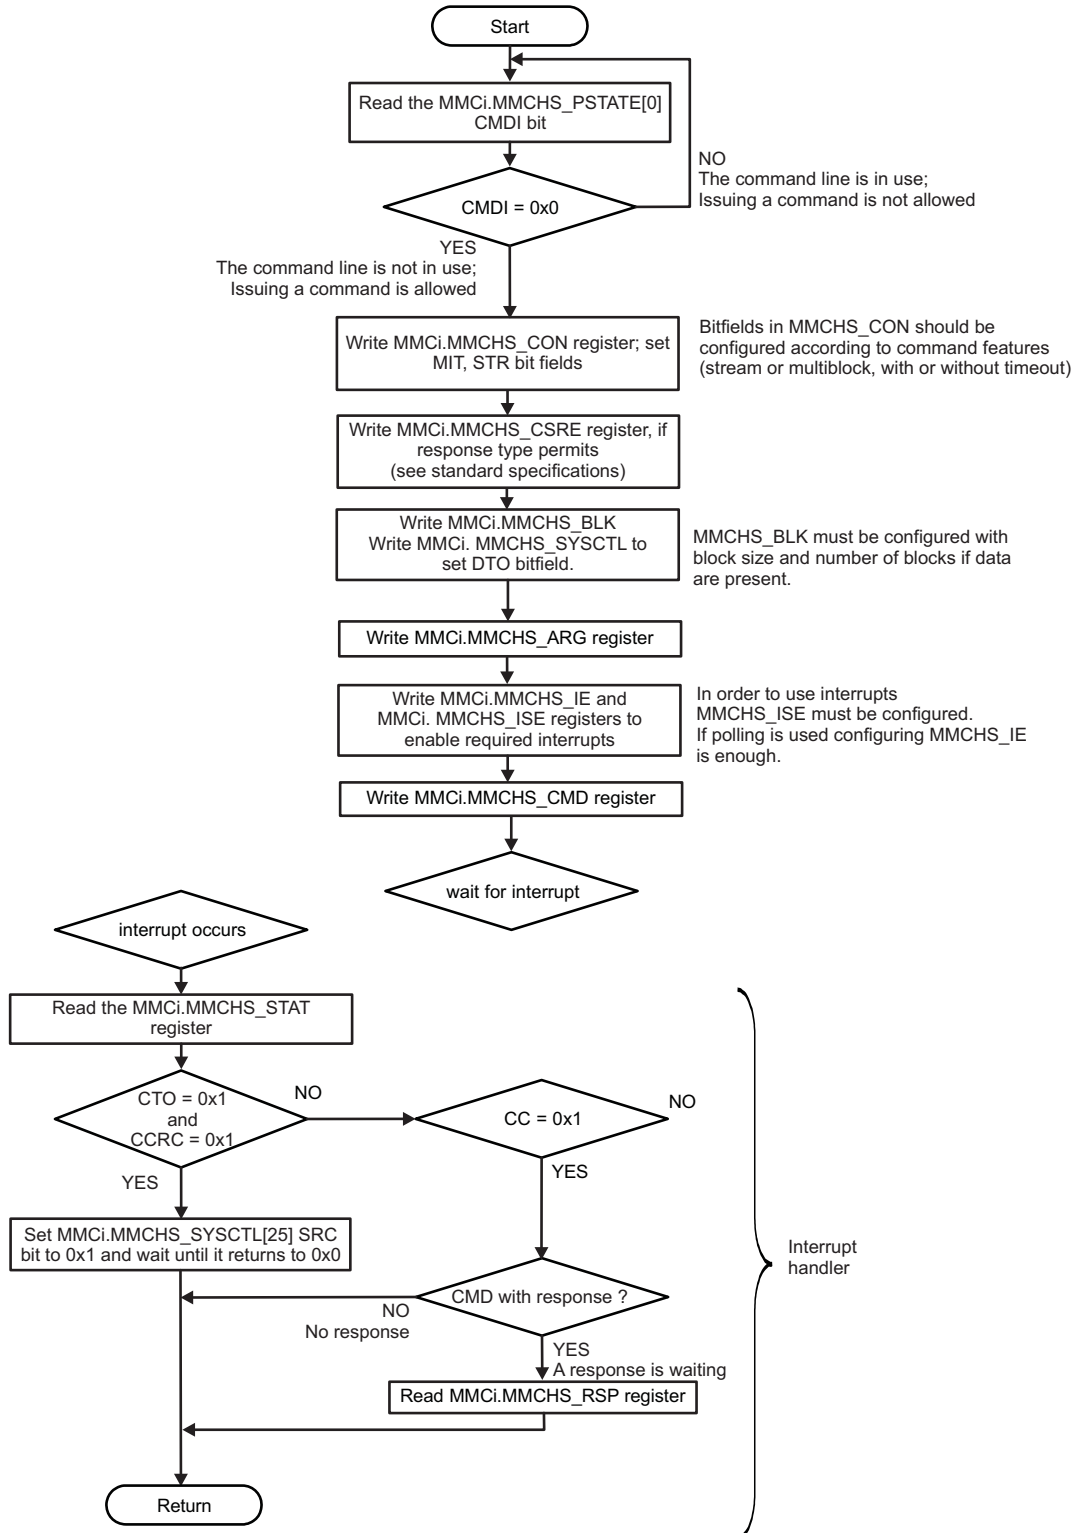 Start
Read the MMCi.MMCHS_PSTATE[0]
CMDI bit
NO
The command line is in use;
Issuing a command is not allowed
CMDI = 0x0
YES
The command line is not in use;
Issuing a command is allowed
Write MMCi.MMCHS_CON register; set
MIT, STR bit fields
Bitfields in MMCHS_CON should be
configured according to command features
(stream or multiblock, with or without timeout)
Write MMCi.MMCHS_CSRE register, if
response type permits
(see standard specifications)
Write MMCi.MMCHS_BLK
Write MMCi. MMCHS_SYSCTL to
set DTO bitfield.
MMCHS_BLK must be configured with
block size and number of blocks if data
are present.
Write MMCi.MMCHS_ARG register
Write MMCi.MMCHS_IE and
MMCi. MMCHS_ISE registers to
enable required interrupts
In order to use interrupts
MMCHS_ISE must be configured.
If polling is used configuring MMCHS_IE
is enough.
Write MMCi.MMCHS_CMD register
wait for interrupt
interrupt occurs
Read the MMCi.MMCHS_STAT
register
CTO = 0x1
and
CCRC = 0x1
NO
CC = 0x1
NO
YES
YES
Set MMCi.MMCHS_SYSCTL[25] SRC
bit to 0x1 and wait until it returns to 0x0
Interrupt
handler
CMD with response ?
NO
No response
YES
A response is waiting
Read MMCi.MMCHS_RSP register
Return